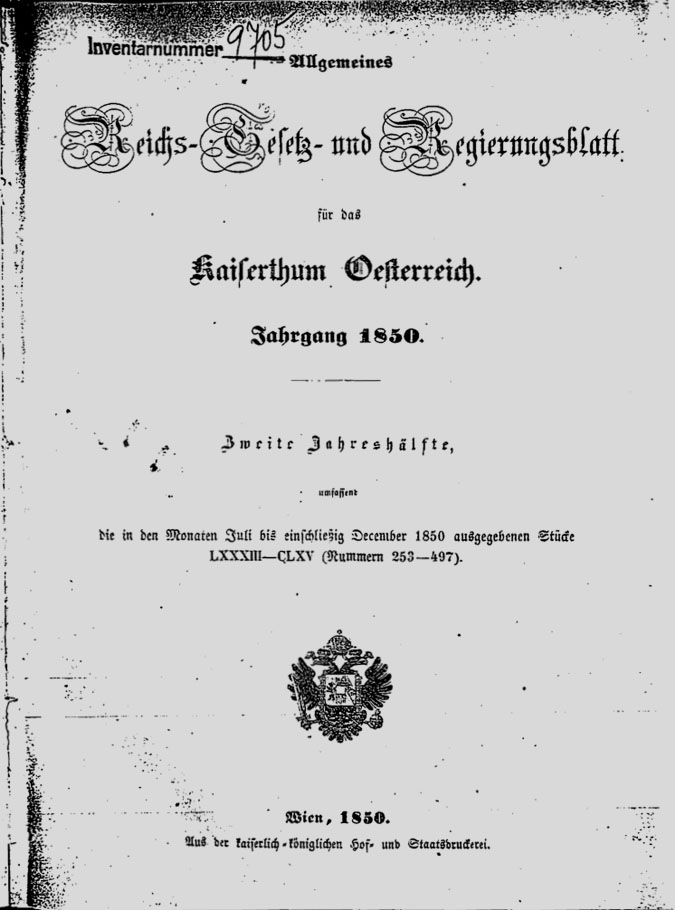 Inventarnummer 9705
Allgemeines
Reichs-Gesetz- und Regierungsblatt
für das
Kaiserthum Oesterreich.
Jahrgang 1850.
Zweite Jahreshälfte,
umfassend
die in den Monaten Juli bis einschließig December 1850 ausgegebenen Stücke
LXXXIII—CLXV (Nummern 253—497).
Wien, 1850.
Aus der kaiserlich-königlichen Hof- und Staatsdruckerei.